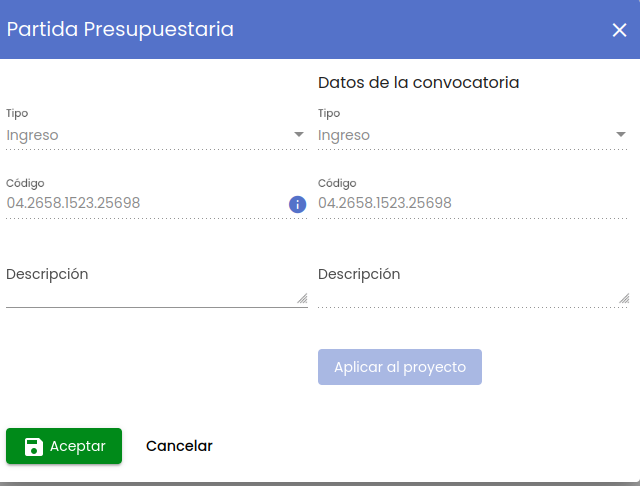 Partida Presupuestaria
Datos de la convocatoria
Tipo
Ingreso
Tipo
Ingreso
Código
04.2658.1523.25698
Código
04.2658.1523.25698
Descripción
Descripción
Aplicar al proyecto
Aceptar
Cancelar